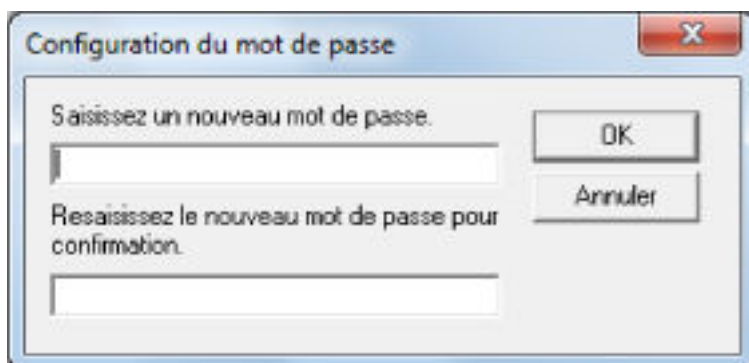 Configuration du mot de passe
Saisissez un nouveau mot de passe.
OK
Annuler
Resaisissez le nouveau mot de passe pour
confirmation.